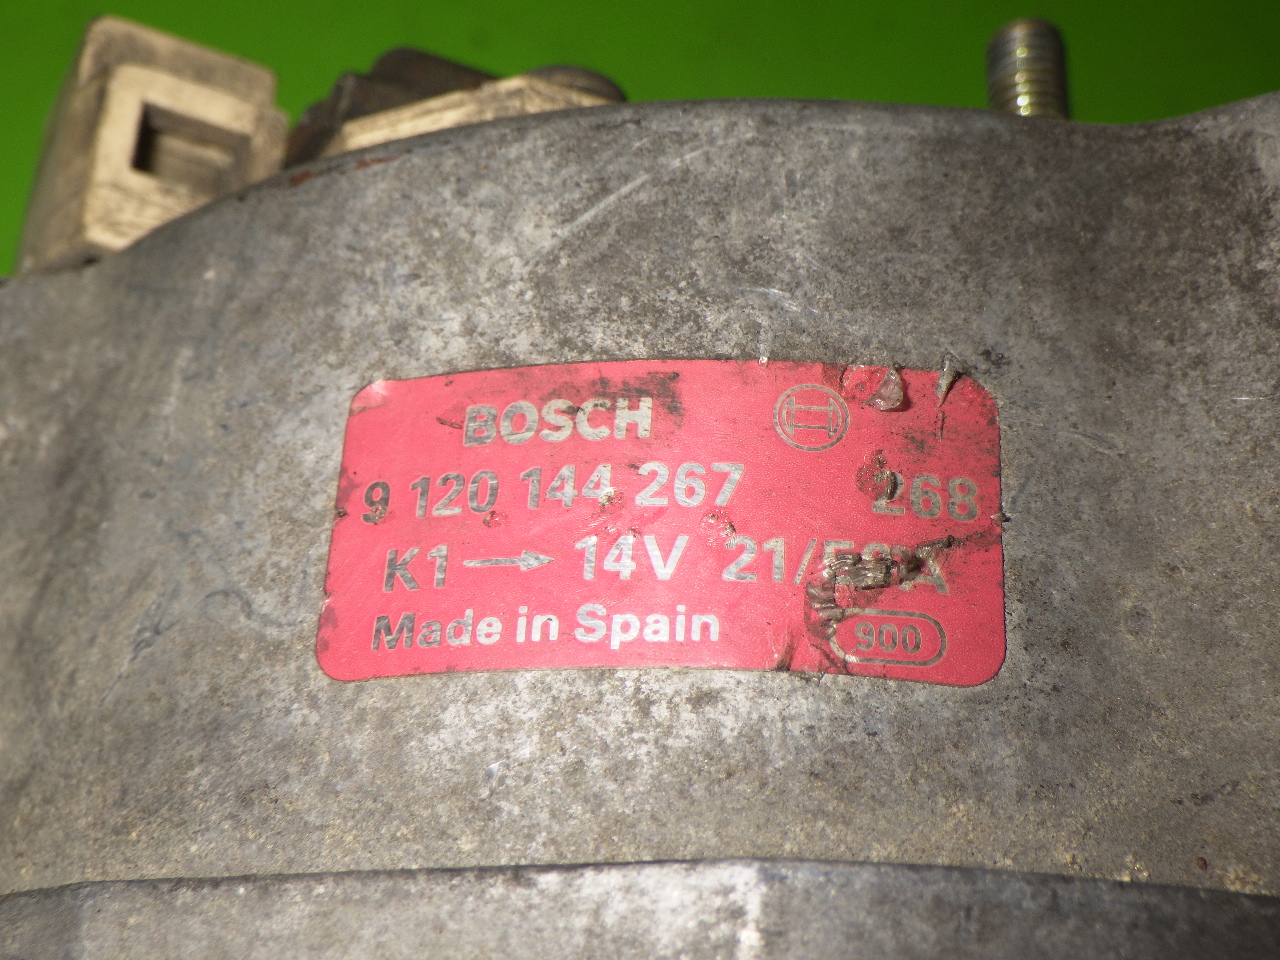 BOSCH
9 120 144 267 268
K1 → 14V
Made in Spain 900